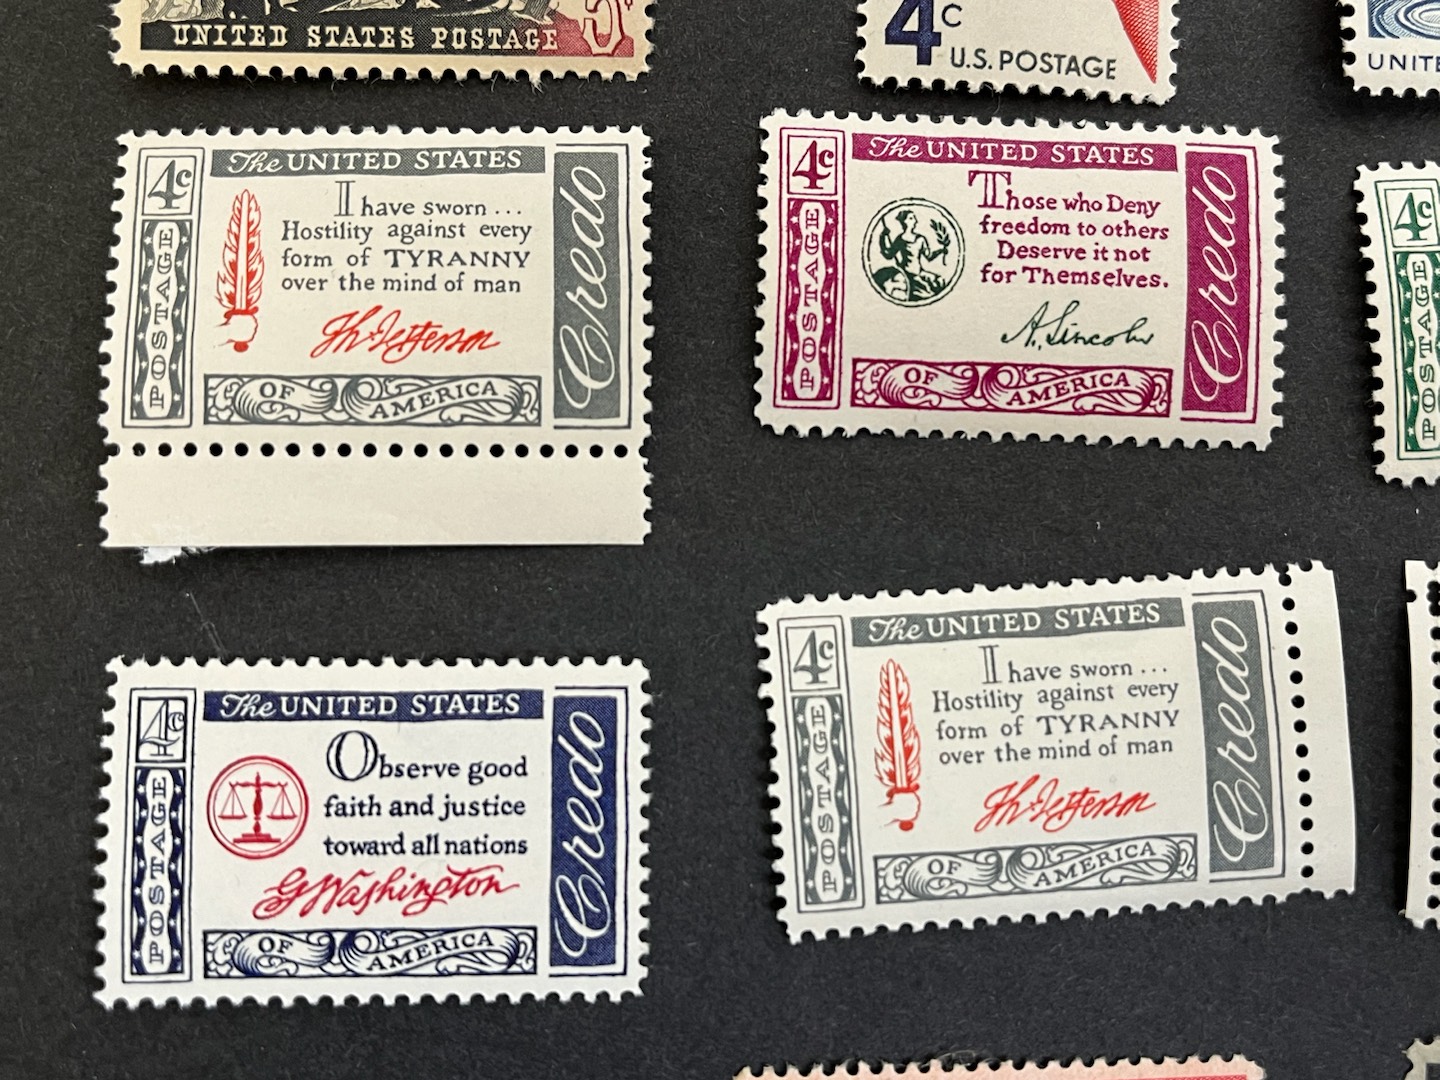 UNITED STATES POSTAGE 5¢
4c
U.S. POSTAGE
UNITE
4c
POSTAGE
The UNITED STATES
I have sworn ...
Hostility against every
form of TYRANNY
over the mind of man
Th. Jefferson
OF AMERICA
Credo
4c
POSTAGE
The UNITED STATES
Those who Deny
freedom to others
Deserve it not
for Themselves.
A. Lincoln
OF AMERICA
Credo
4c
POSTAGE
4c
POSTAGE
The UNITED STATES
Observe good
faith and justice
toward all nations
G Washington
OF AMERICA
Credo
4c
POSTAGE
The UNITED STATES
I have sworn ...
Hostility against every
form of TYRANNY
over the mind of man
Th. Jefferson
OF AMERICA
Credo